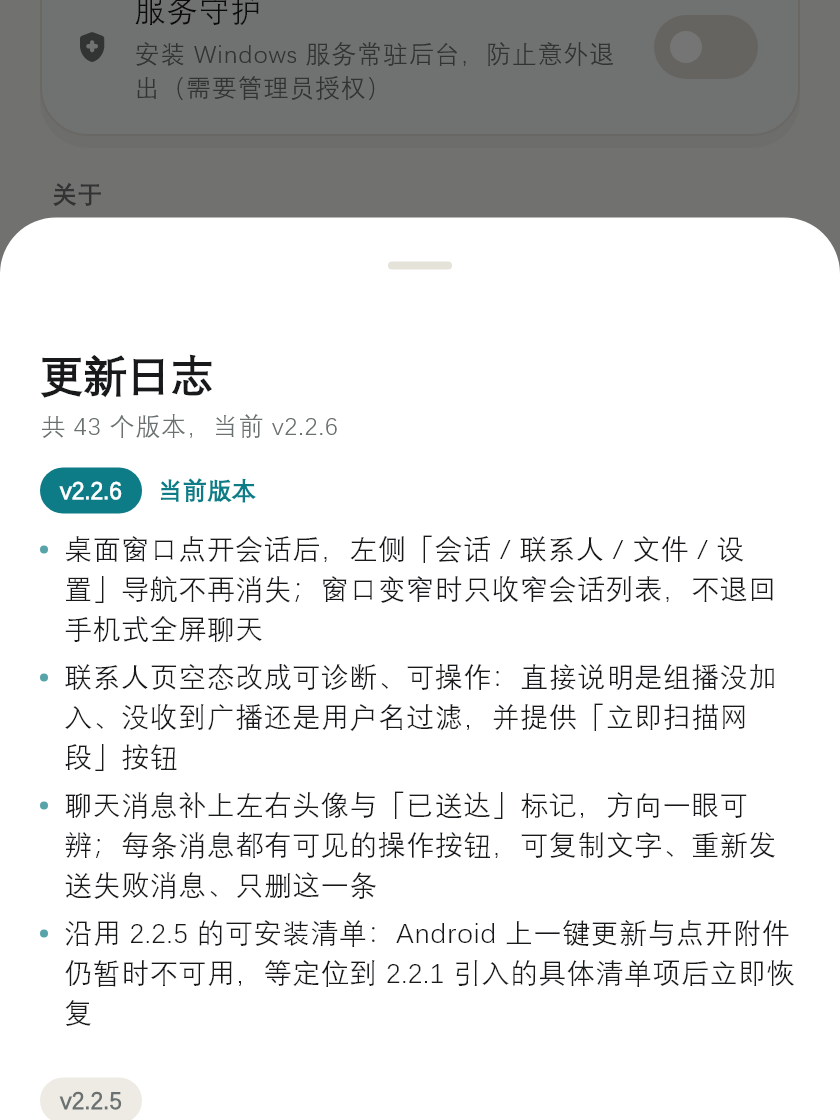 服务守护
安装 Windows 服务常驻后台，防止意外退
出（需要管理员授权）
关于
更新日志
共 43 个版本，当前 v2.2.6
v2.2.6 当前版本
桌面窗口点开会话后，左侧「会话 / 联系人 / 文件 / 设
置」导航不再消失；窗口变窄时只收窄会话列表，不退回
手机式全屏聊天
联系人页空态改成可诊断、可操作：直接说明是组播没加
入、没收到广播还是用户名过滤，并提供「立即扫描网
段」按钮
聊天消息补上左右头像与「已送达」标记，方向一眼可
辨；每条消息都有可见的操作按钮，可复制文字、重新发
送失败消息、只删这一条
沿用 2.2.5 的可安装清单：Android 上一键更新与点开附件
仍暂时不可用，等定位到 2.2.1 引入的具体清单项后立即恢
复
v2.2.5